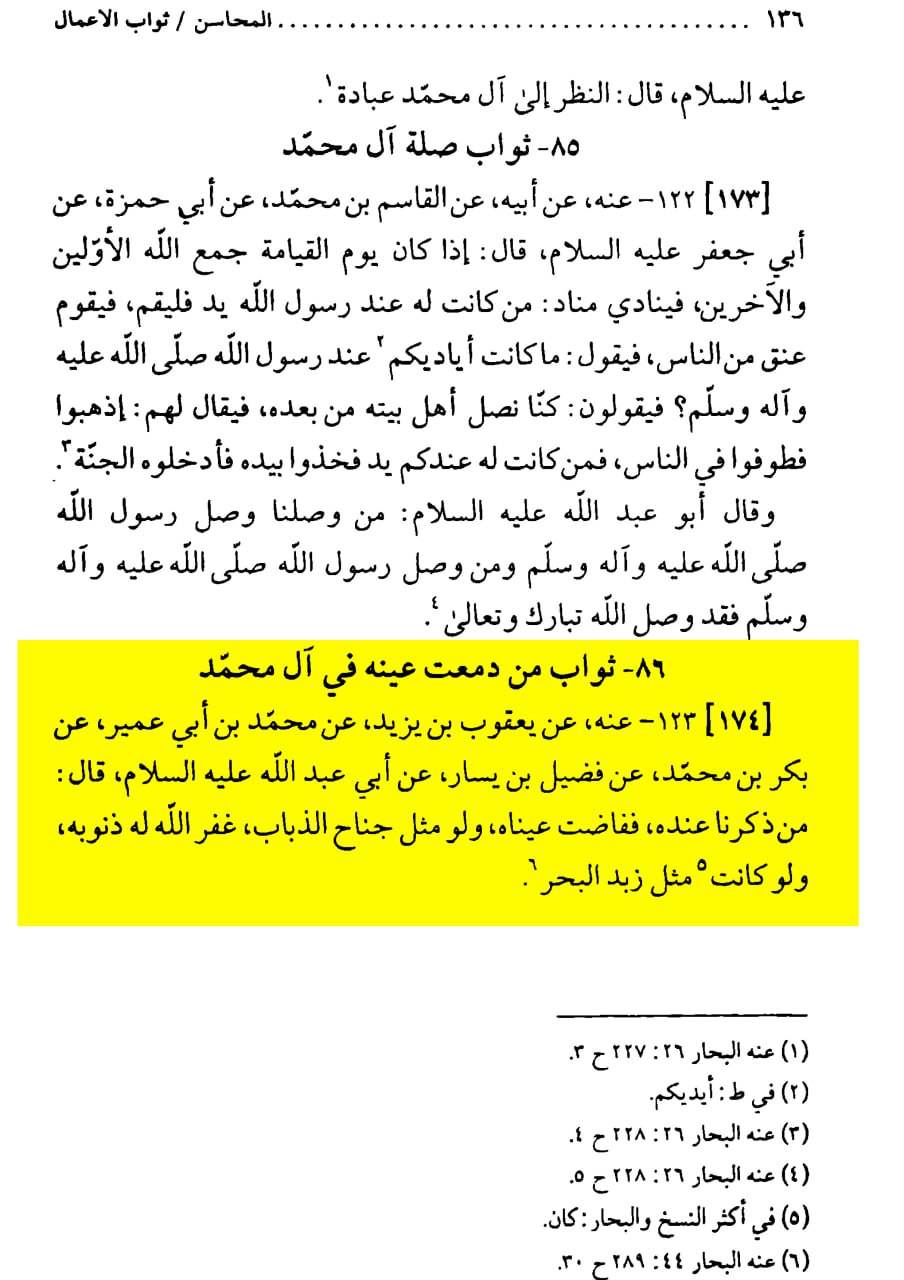 ١٣٦ ........................................ المحاسن / ثواب الاعمال
عليه السلام، قال: النظر إلىٰ آل محمّد عبادة١.
٨٥- ثواب صلة آل محمّد
[١٧٣] ١٢٢- عنه، عن أبيه، عن القاسم بن محمّد، عن أبي حمزة، عن
أبي جعفر عليه السلام، قال: إذا كان يوم القيامة جمع اللّه الأوّلين
والآخرين، فينادي مناد: من كانت له عند رسول اللّه يد فليقم، فيقوم
عنق من الناس، فيقول: ما كانت أياديكم٢ عند رسول اللّه صلّى اللّه عليه
وآله وسلّم؟ فيقولون: كنّا نصل أهل بيته من بعده، فيقال لهم: إذهبوا
فطوفوا في الناس، فمن كانت له عندكم يد فخذوا بيده فأدخلوه الجنّة٣.
وقال أبو عبد اللّه عليه السلام: من وصلنا وصل رسول اللّه
صلّى اللّه عليه وآله وسلّم ومن وصل رسول اللّه صلّى اللّه عليه وآله
وسلّم فقد وصل اللّه تبارك وتعالىٰ٤.
٨٦- ثواب من دمعت عينه في آل محمّد
[١٧٤] ١٢٣- عنه، عن يعقوب بن يزيد، عن محمّد بن أبي عمير، عن
بكر بن محمّد، عن فضيل بن يسار، عن أبي عبد اللّه عليه السلام، قال:
من ذكرنا عنده، ففاضت عيناه، ولو مثل جناح الذباب، غفر اللّه له ذنوبه،
ولو كانت٥ مثل زبد البحر٦.
(١) عنه البحار ٢٦: ٢٢٧ ح ٣.
(٢) في ط: أيديكم.
(٣) عنه البحار ٢٦: ٢٢٨ ح ٤.
(٤) عنه البحار ٢٦: ٢٢٨ ح ٥.
(٥) في أكثر النسخ والبحار: كان.
(٦) عنه البحار ٤٤: ٢٨٩ ح ٣٠.